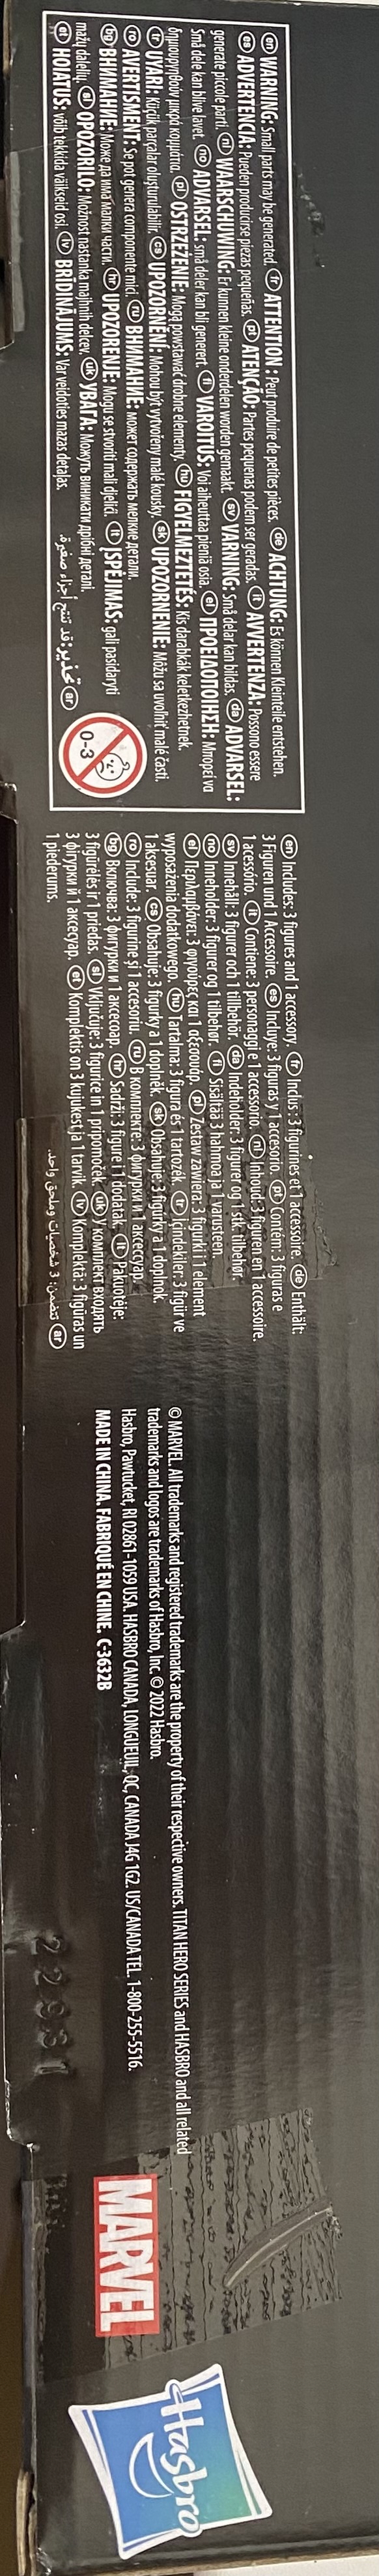 (en) WARNING: Small parts may be generated. (fr) ATTENTION : Peut produire de petites pièces. (de) ACHTUNG: Es können Kleinteile entstehen.
(es) ADVERTENCIA: Pueden producirse piezas pequeñas. (pt) ATENÇÃO: Partes pequenas podem ser geradas. (it) AVVERTENZA: Possono essere
generate piccole parti. (nl) WAARSCHUWING: Er kunnen kleine onderdelen worden gemaakt. (sv) VARNING: Små delar kan bildas. (da) ADVARSEL:
Små dele kan blive lavet. (no) ADVARSEL: små deler kan bli generert. (fi) VAROITUS: Voi aiheuttaa pieniä osia. (el) ΠΡΟΕΙΔΟΠΟΙΗΣΗ: Μπορεί να
δημιουργηθούν μικρά κομμάτια. (pl) OSTRZEŻENIE: Mogą powstawać drobne elementy. (hu) FIGYELMEZTETÉS: Kis darabkák keletkezhetnek.
(tr) UYARI: Küçük parçalar oluşturulabilir. (cs) UPOZORNĚNÍ: Mohou být vytvořeny malé kousky. (sk) UPOZORNENIE: Môžu sa uvoľniť malé časti.
(ro) AVERTISMENT: Se pot genera componente mici. (ru) ВНИМАНИЕ: может содержать мелкие детали.
(bg) ВНИМАНИЕ: Може да има малки части. (hr) UPOZORENJE: Mogu se stvoriti mali djelići. (lt) ĮSPĖJIMAS: gali pasidaryti
mažų dalelių. (sl) OPOZORILO: Možnost nastanka majhnih delcev. (uk) УВАГА: Можуть виникати дрібні деталі.
(et) HOIATUS: võib tekkida väikseid osi. (lv) BRĪDINĀJUMS: Var veidoties mazas detaļas.
(ar) تحذير: قد تنتج أجزاء صغيرة.
0-3
(en) Includes: 3 figures and 1 accessory. (fr) Inclus : 3 figurines et 1 accessoire. (de) Enthält:
3 Figuren und 1 Accessoire. (es) Incluye: 3 figuras y 1 accesorio. (pt) Contém: 3 figuras e
1 acessório. (it) Contiene: 3 personaggi e 1 accessorio. (nl) Inhoud: 3 figuren en 1 accessoire.
(sv) Innehåll: 3 figurer och 1 tillbehör. (da) Indeholder: 3 figurer og 1 stk. tilbehør.
(no) Inneholder: 3 figurer og 1 tilbehør. (fi) Sisältää 3 hahmoa ja 1 varusteen.
(el) Περιλαμβάνει: 3 φιγούρες και 1 αξεσουάρ. (pl) Zestaw zawiera: 3 figurki i 1 element
wyposażenia dodatkowego. (hu) Tartalma: 3 figura és 1 tartozék. (tr) İçindekiler: 3 figür ve
1 aksesuar. (cs) Obsahuje: 3 figurky a 1 doplněk. (sk) Obsahuje: 3 figúrky a 1 doplnok.
(ro) Include: 3 figurine și 1 accesoriu. (ru) В комплекте: 3 фигурки и 1 аксессуар.
(bg) Включва: 3 фигурки и 1 аксесоар. (hr) Sadrži: 3 figure i 1 dodatak. (lt) Pakuotėje:
3 figūrėlės ir 1 priedas. (sl) Vključuje: 3 figurice in 1 pripomoček. (uk) У комплект входять
3 фігурки й 1 аксесуар. (et) Komplektis on 3 kujukest ja 1 tarvik. (lv) Komplektā: 3 figūras un
1 piederums.
(ar) تتضمن: 3 شخصيات وملحق واحد.
© MARVEL. All trademarks and registered trademarks are the property of their respective owners. TITAN HERO SERIES and HASBRO and all related
trademarks and logos are trademarks of Hasbro, Inc. © 2022 Hasbro.
Hasbro, Pawtucket, RI 02861-1059 USA. HASBRO CANADA, LONGUEUIL, QC, CANADA J4G 1G2. US/CANADA TEL. 1-800-255-5516.
MADE IN CHINA. FABRIQUÉ EN CHINE. C-3632B
22931
MARVEL
Hasbro